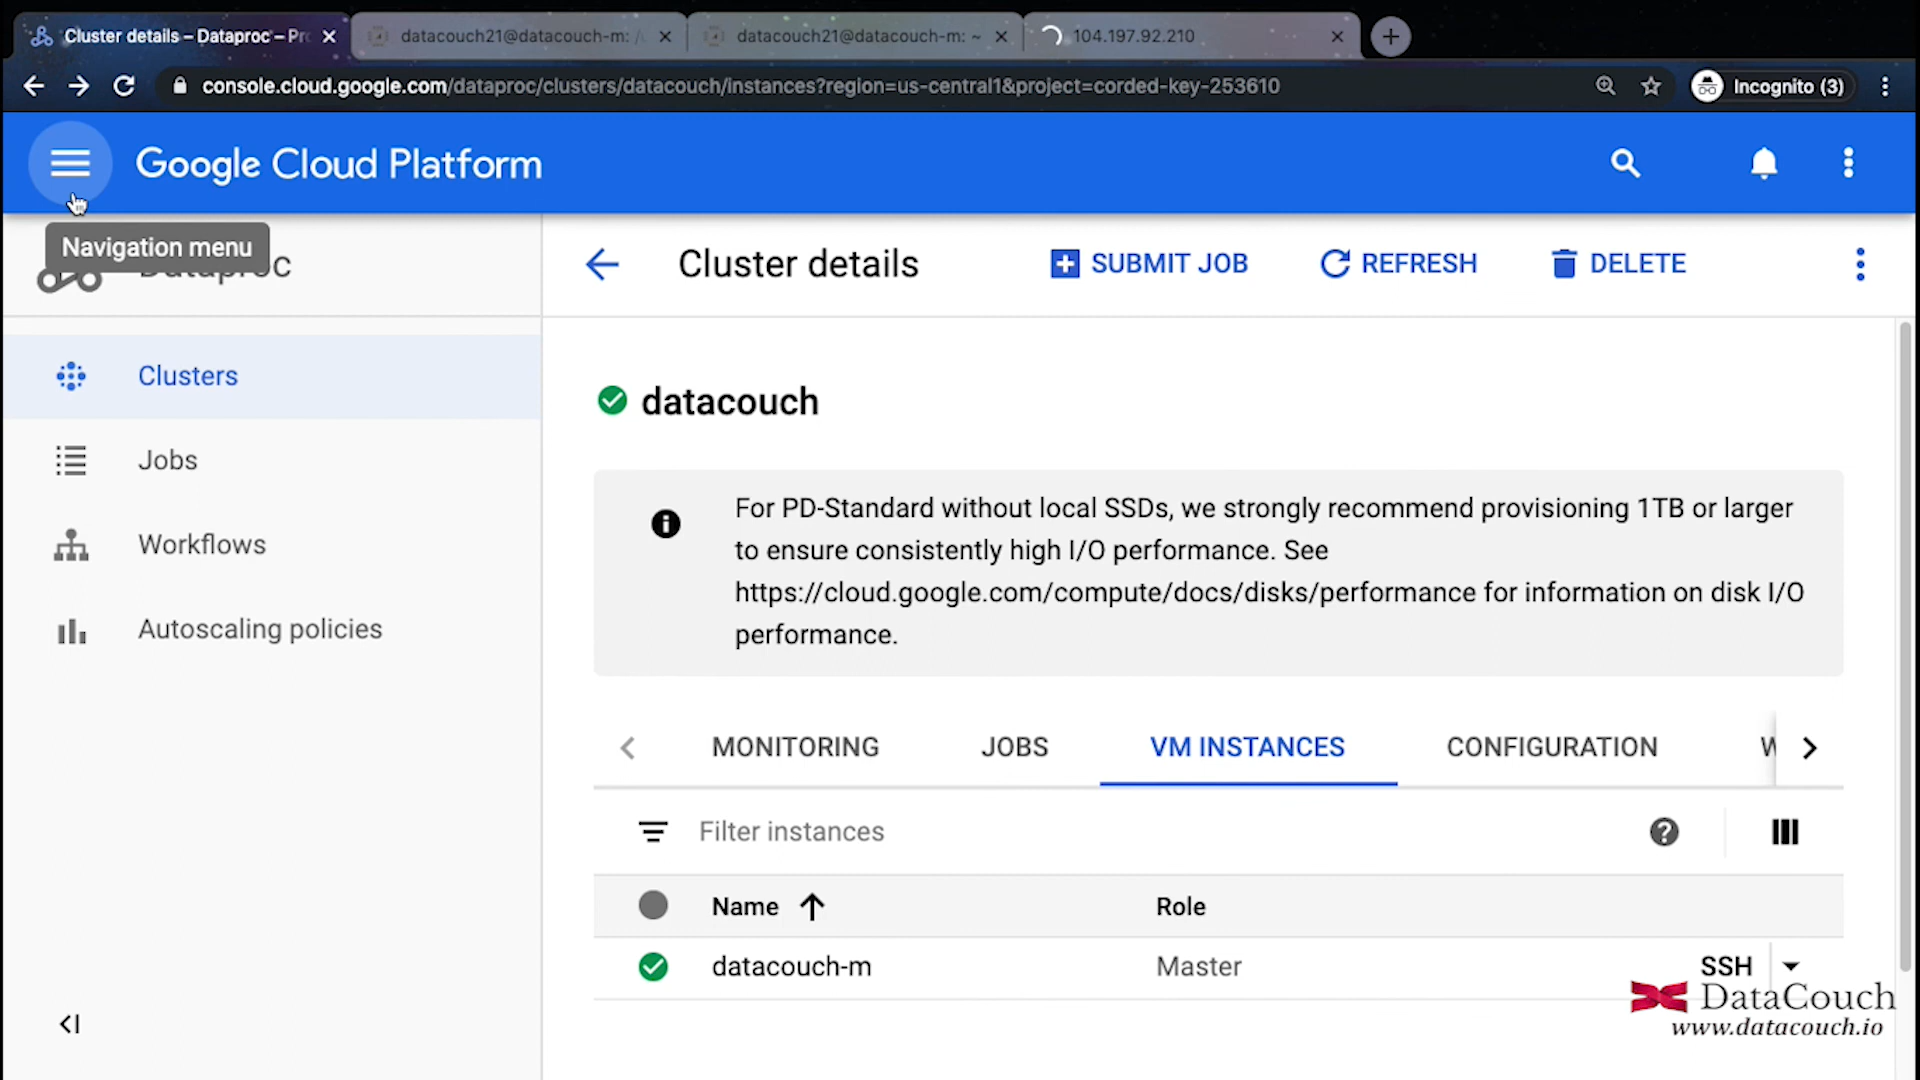 Cluster details – Dataproc – Pr
datacouch21@datacouch-m: /
datacouch21@datacouch-m: ~
104.197.92.210
console.cloud.google.com/dataproc/clusters/datacouch/instances?region=us-central1&project=corded-key-253610
Incognito (3)
Google Cloud Platform
Navigation menu
Dataproc
Cluster details
SUBMIT JOB
REFRESH
DELETE
Clusters
Jobs
Workflows
Autoscaling policies
datacouch
For PD-Standard without local SSDs, we strongly recommend provisioning 1TB or larger
to ensure consistently high I/O performance. See
https://cloud.google.com/compute/docs/disks/performance for information on disk I/O
performance.
MONITORING
JOBS
VM INSTANCES
CONFIGURATION
W
Filter instances
Name
Role
datacouch-m
Master
SSH
DataCouch
www.datacouch.io